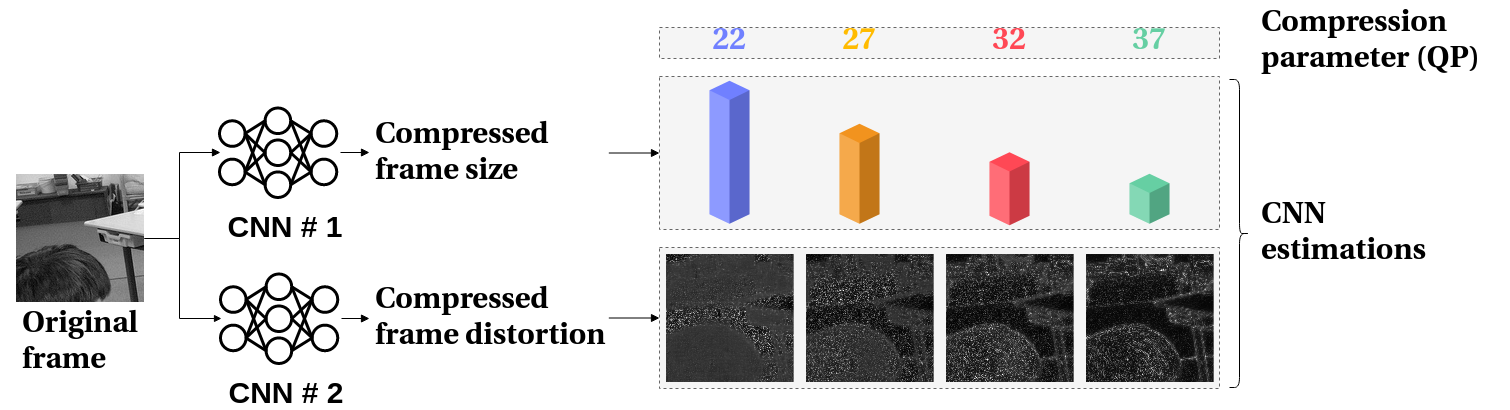 22 27 32 37
Compression
parameter (QP)
Compressed
frame size
CNN # 1
Original
frame
Compressed
frame distortion
CNN # 2
CNN
estimations